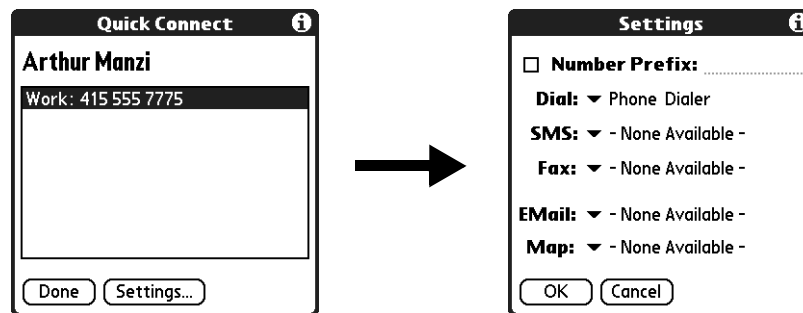 Quick Connect
Arthur Manzi
Work: 415 555 7775
Done Settings...
Settings
Number Prefix:
Dial: Phone Dialer
SMS: - None Available -
Fax: - None Available -
EMail: - None Available -
Map: - None Available -
OK Cancel